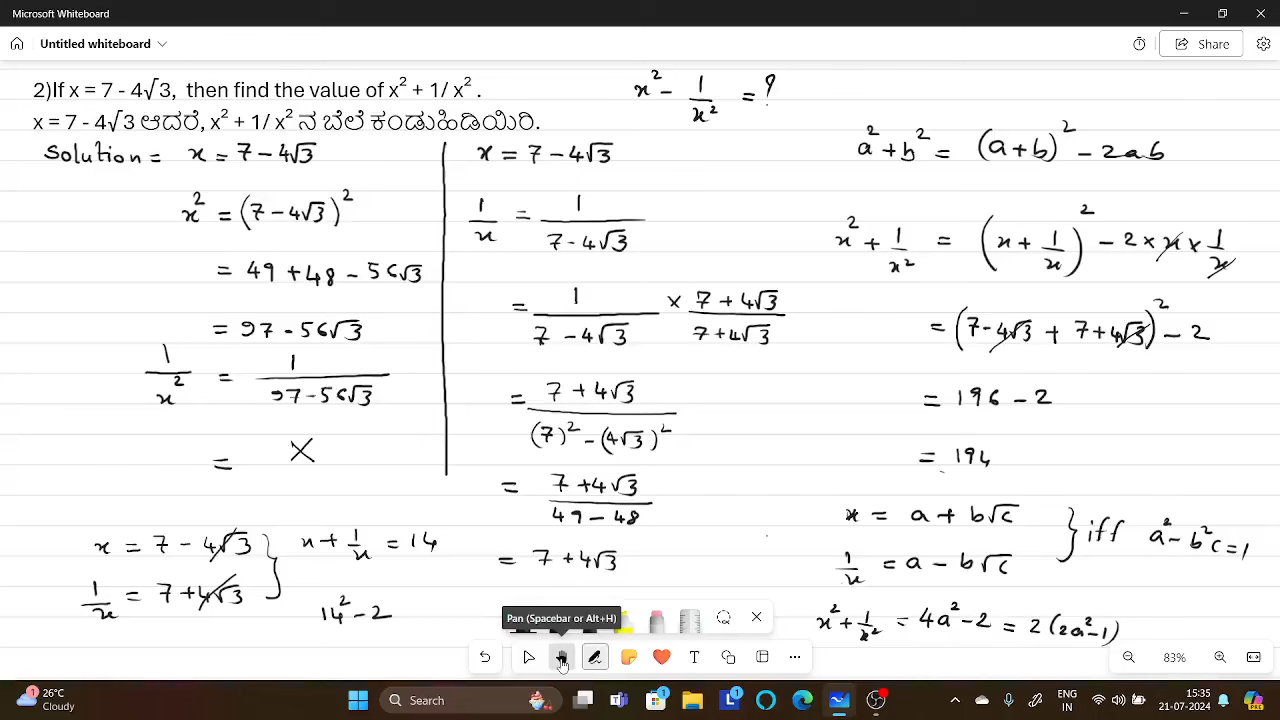 Microsoft Whiteboard
Untitled whiteboard
Share
2)If x = 7 - 4√3, then find the value of x² + 1/ x² .
x = 7 - 4√3 ಆದರೆ, x² + 1/ x² ನ ಬೆಲೆ ಕಂಡುಹಿಡಿಯಿರಿ.
x² - 1/x² = ?
Solution = x = 7 - 4√3
x² = (7 - 4√3)²
= 49 + 48 - 56√3
= 97 - 56√3
1/x² = 1/(97 - 56√3)
= X
x = 7 - 4√3
1/x = 7 + 4√3
x + 1/x = 14
14² - 2
x = 7 - 4√3
1/x = 1/(7 - 4√3)
= 1/(7 - 4√3) × (7 + 4√3)/(7 + 4√3)
= (7 + 4√3)/((7)² - (4√3)²)
= (7 + 4√3)/(49 - 48)
= 7 + 4√3
a² + b² = (a + b)² - 2ab
x² + 1/x² = (x + 1/x)² - 2 × x × 1/x
= (7 - 4√3 + 7 + 4√3)² - 2
= 196 - 2
= 194
x = a + b√c
1/x = a - b√c
} iff a² - b²c = 1
x² + 1/x² = 4a² - 2 = 2(2a² - 1)
Pan (Spacebar or Alt+H)
83%
26°C
Cloudy
Search
ENG
IN
15:35
21-07-2024